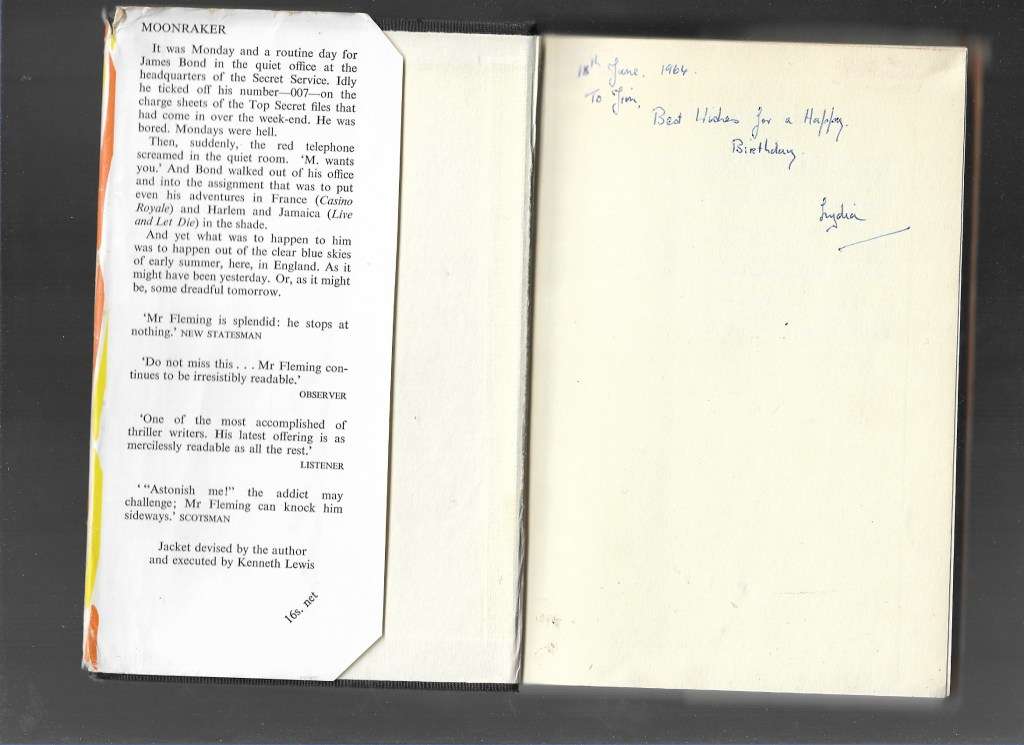 MOONRAKER
It was Monday and a routine day for
James Bond in the quiet office at the
headquarters of the Secret Service. Idly
he ticked off his number—007—on the
charge sheets of the Top Secret files that
had come in over the week-end. He was
bored. Mondays were hell.
Then, suddenly, the red telephone
screamed in the quiet room. 'M. wants
you.' And Bond walked out of his office
and into the assignment that was to put
even his adventures in France (Casino
Royale) and Harlem and Jamaica (Live
and Let Die) in the shade.
And yet what was to happen to him
was to happen out of the clear blue skies
of early summer, here, in England. As it
might have been yesterday. Or, as it might
be, some dreadful tomorrow.
'Mr Fleming is splendid: he stops at
nothing.' NEW STATESMAN
'Do not miss this . . . Mr Fleming con-
tinues to be irresistibly readable.'
OBSERVER
'One of the most accomplished of
thriller writers. His latest offering is as
mercilessly readable as all the rest.'
LISTENER
' "Astonish me!" the addict may
challenge; Mr Fleming can knock him
sideways.' SCOTSMAN
Jacket devised by the author
and executed by Kenneth Lewis
16s. net
June, 1964.
To Jim,
Best Wishes for a Happy
Birthday.
Lydia